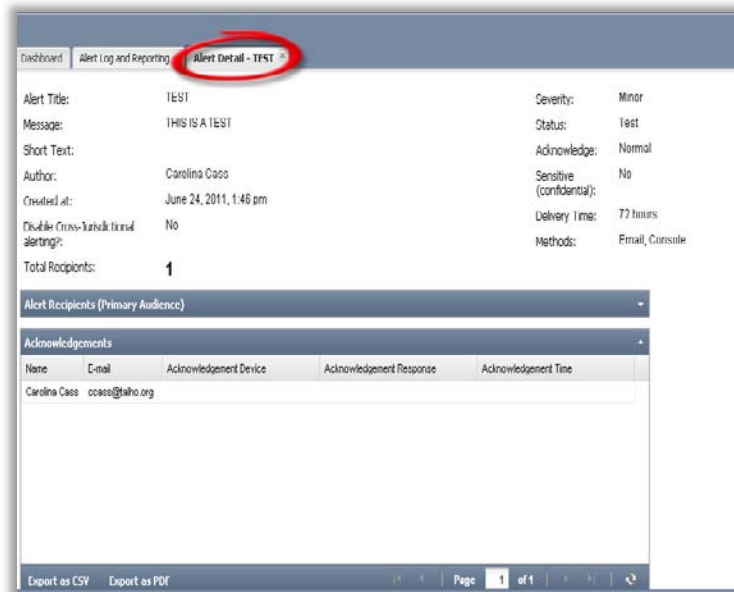 Dashboard Alert Log and Reporting Alert Detail - TEST
Alert Title: TEST
Message: THIS IS A TEST
Short Text:
Author: Carolina Cass
Created at: June 24, 2011, 1:46 pm
Disable Cross-Jurisdictional alerting?: No
Total Recipients: 1
Severity: Minor
Status: Test
Acknowledge: Normal
Sensitive (confidential): No
Delivery Time: 72 hours
Methods: Email, Console
Alert Recipients (Primary Audience)
Acknowledgements
Name E-mail Acknowledgement Device Acknowledgement Response Acknowledgement Time
Carolina Cass ccass@talho.org
Export as CSV Export as PDF Page 1 of 1